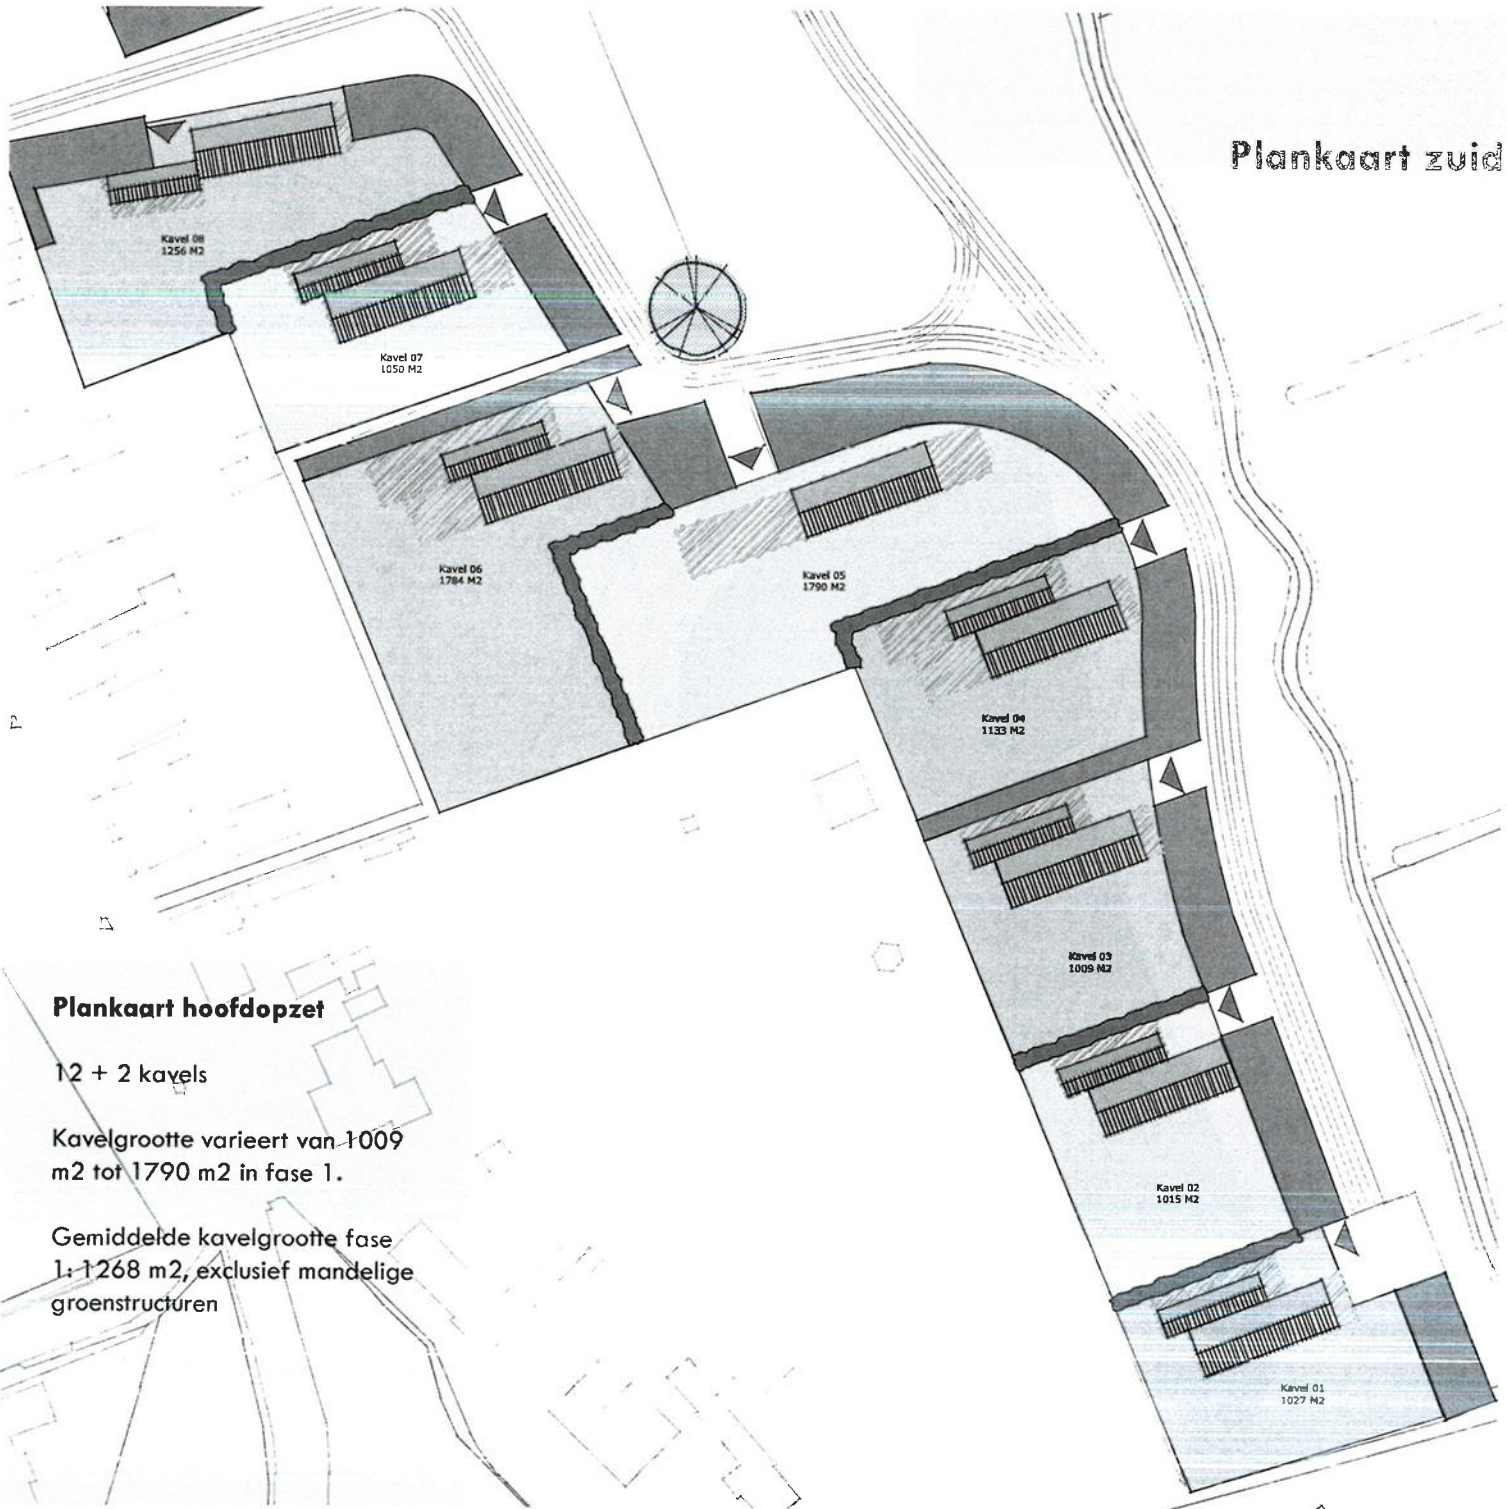 Plankaart zuid
Kavel 08
1256 M2
Kavel 07
1050 M2
Kavel 06
1784 M2
Kavel 05
1790 M2
Kavel 04
1133 M2
Kavel 03
1009 M2
Kavel 02
1015 M2
Kavel 01
1027 M2
Plankaart hoofdopzet
12 + 2 kavels
Kavelgrootte varieert van 1009
m2 tot 1790 m2 in fase 1.
Gemiddelde kavelgrootte fase
1: 1268 m2, exclusief mandelige
groenstructuren